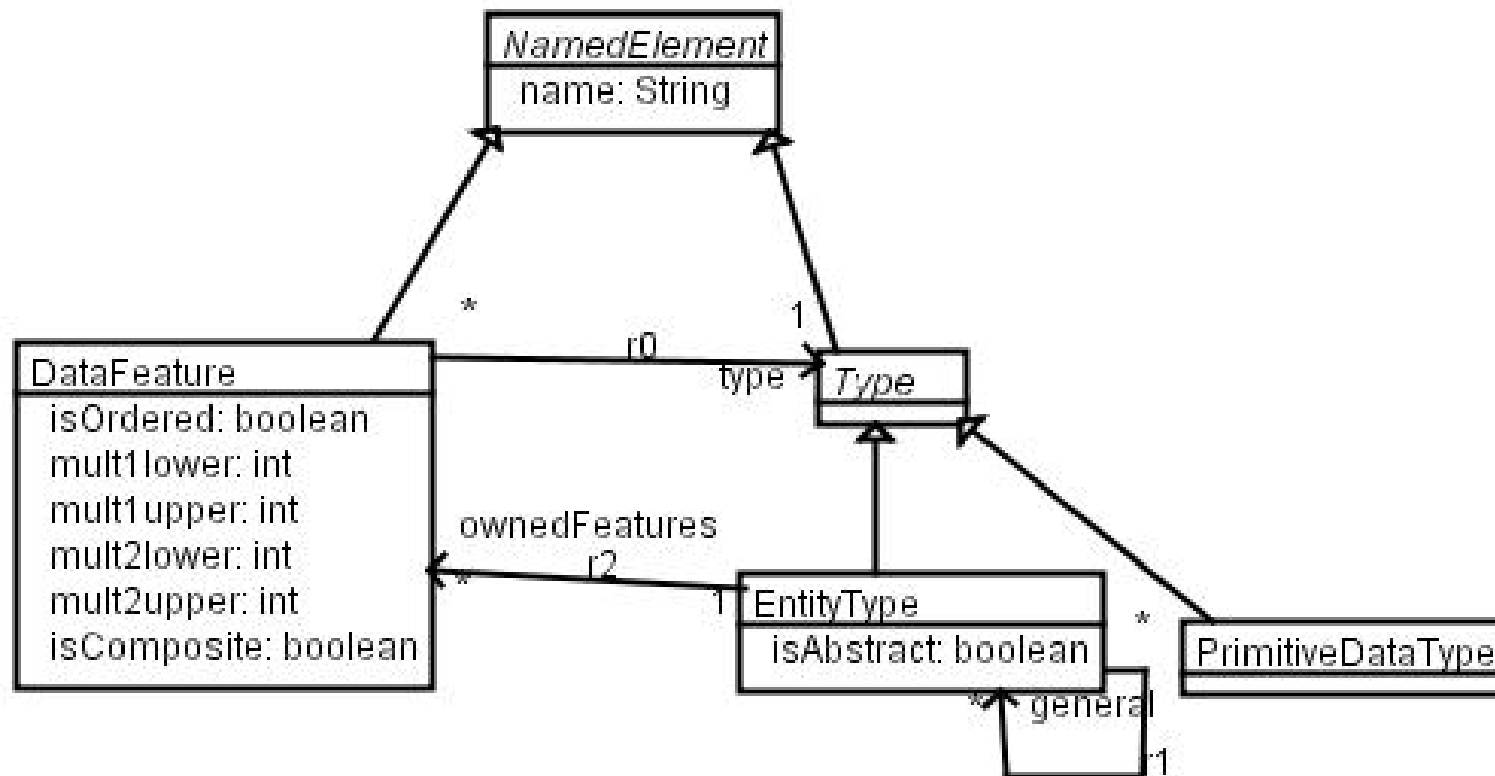 NamedElement
name: String
*
1
r0
type
Type
DataFeature
isOrdered: boolean
mult1lower: int
mult1upper: int
mult2lower: int
mult2upper: int
isComposite: boolean
ownedFeatures
r2
*
1
EntityType
isAbstract: boolean
*
PrimitiveDataType
*
general
r1